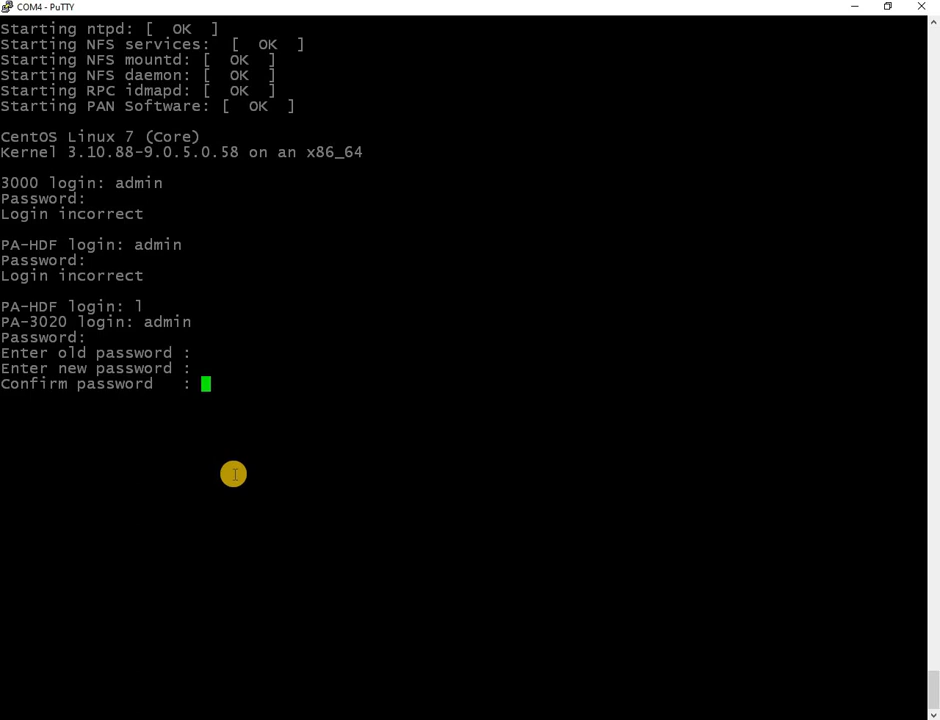 COM4 - PuTTY
Starting ntpd: [  OK  ]
Starting NFS services:  [  OK  ]
Starting NFS mountd: [  OK  ]
Starting NFS daemon: [  OK  ]
Starting RPC idmapd: [  OK  ]
Starting PAN Software: [  OK  ]
CentOS Linux 7 (Core)
Kernel 3.10.88-9.0.5.0.58 on an x86_64
3000 login: admin
Password:
Login incorrect
PA-HDF login: admin
Password:
Login incorrect
PA-HDF login: l
PA-3020 login: admin
Password:
Enter old password :
Enter new password :
Confirm password   :